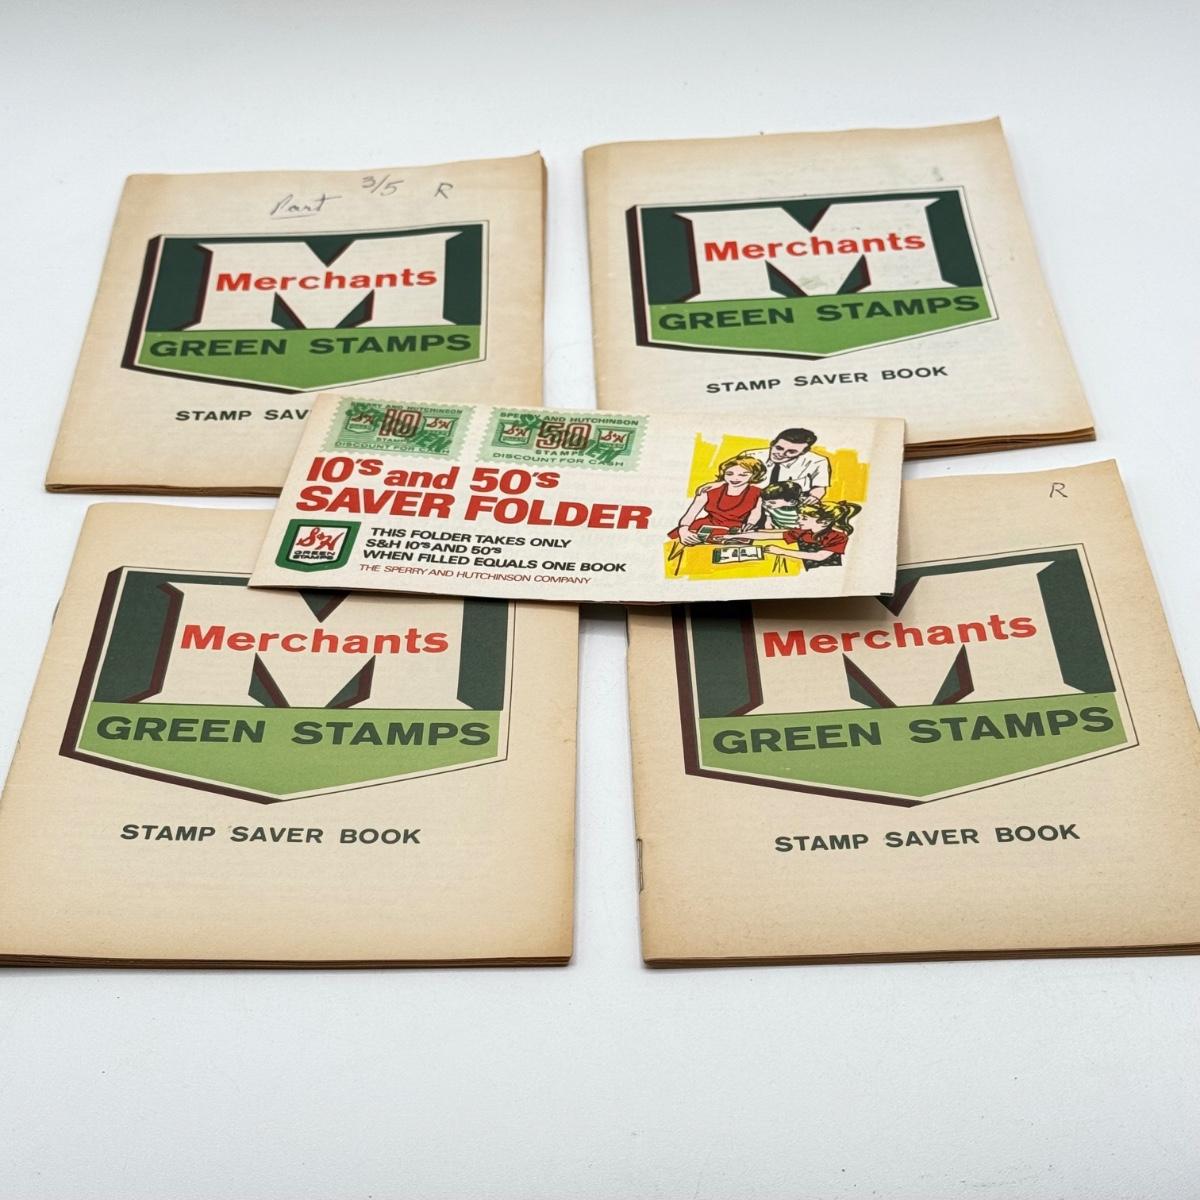 Part 3/5 R
Merchants
GREEN STAMPS
STAMP SAV
Merchants
GREEN STAMPS
STAMP SAVER BOOK
SPERRY AND HUTCHINSON
S&H 10 S&H
STAMPS
DISCOUNT FOR CASH
SPERRY AND HUTCHINSON
S&H 50 S&H
STAMPS
DISCOUNT FOR CASH
10's and 50's
SAVER FOLDER
S&H
GREEN
STAMPS
THIS FOLDER TAKES ONLY
S&H 10's AND 50's
WHEN FILLED EQUALS ONE BOOK
THE SPERRY AND HUTCHINSON COMPANY
Merchants
GREEN STAMPS
STAMP SAVER BOOK
R
Merchants
GREEN STAMPS
STAMP SAVER BOOK